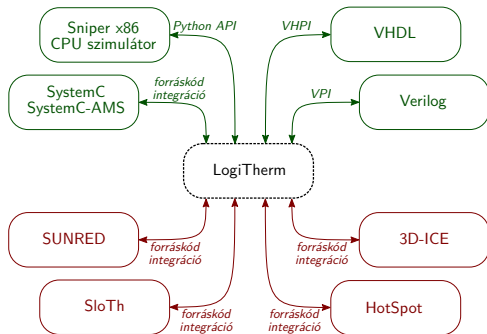 Sniper x86
CPU szimulátor
Python API
VHPI
VHDL
SystemC
SystemC-AMS
forráskód
integráció
VPI
Verilog
LogiTherm
SUNRED
forráskód
integráció
forráskód
integráció
3D-ICE
SloTh
forráskód
integráció
forráskód
integráció
HotSpot